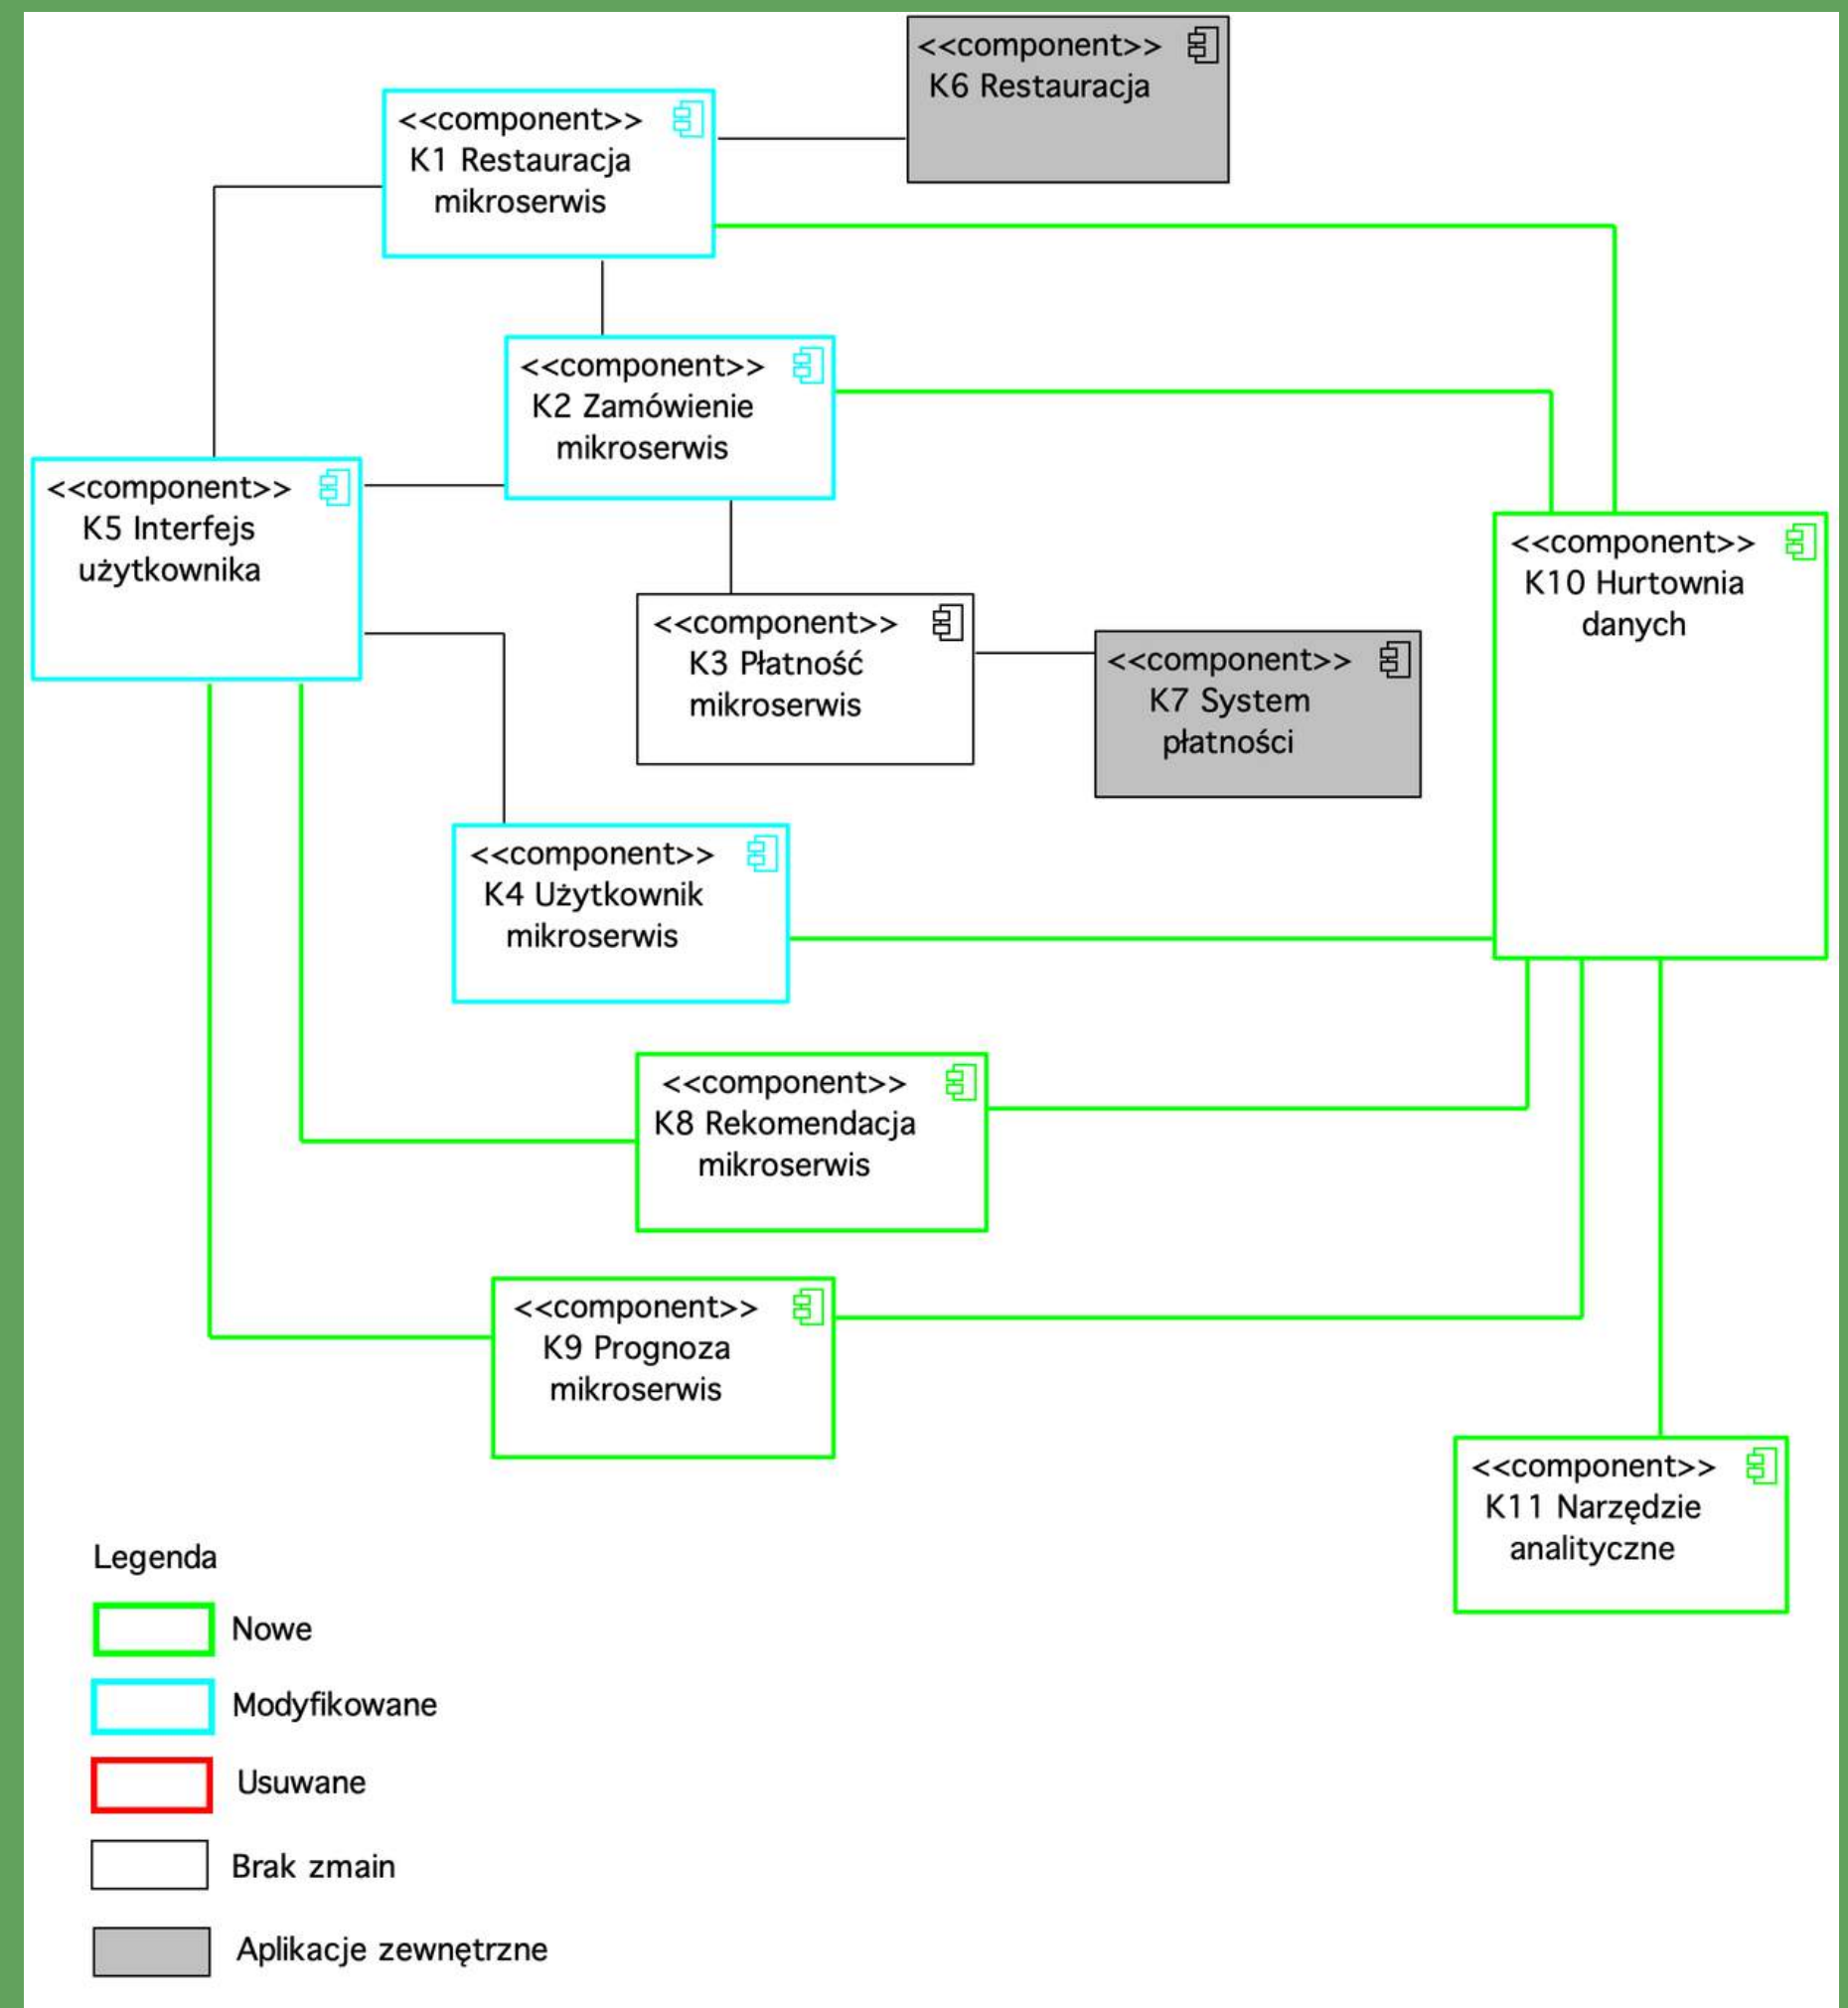 <<component>>
K6 Restauracja
<<component>>
K1 Restauracja
mikroserwis
<<component>>
K2 Zamówienie
mikroserwis
<<component>>
K5 Interfejs
użytkownika
<<component>>
K10 Hurtownia
danych
<<component>>
K3 Płatność
mikroserwis
<<component>>
K7 System
płatności
<<component>>
K4 Użytkownik
mikroserwis
<<component>>
K8 Rekomendacja
mikroserwis
<<component>>
K9 Prognoza
mikroserwis
<<component>>
K11 Narzędzie
analityczne
Legenda
Nowe
Modyfikowane
Usuwane
Brak zmain
Aplikacje zewnętrzne